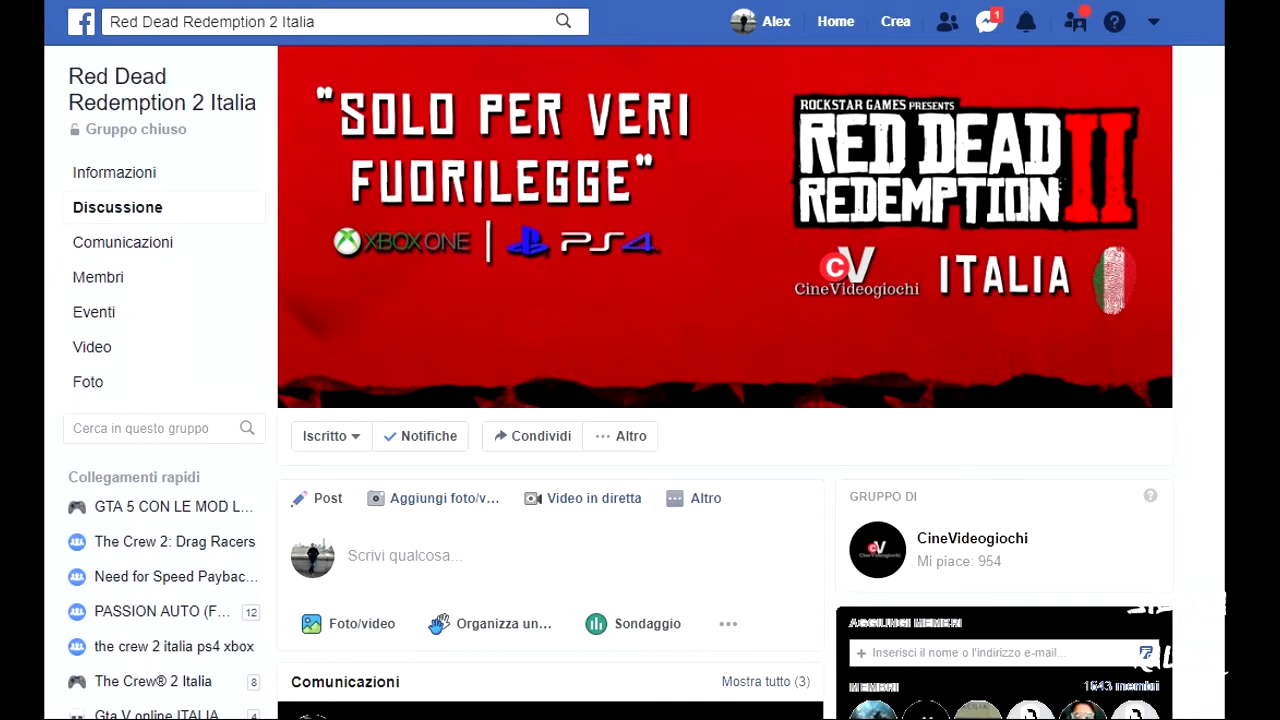 Red Dead Redemption 2 Italia
Alex
Home
Crea
1
Red Dead
Redemption 2 Italia
Gruppo chiuso
Informazioni
Discussione
Comunicazioni
Membri
Eventi
Video
Foto
Cerca in questo gruppo
Collegamenti rapidi
GTA 5 CON LE MOD L...
The Crew 2: Drag Racers
Need for Speed Paybac...
PASSION AUTO (F... 12
the crew 2 italia ps4 xbox
The Crew® 2 Italia 8
Gta V online ITALIA 4
"SOLO PER VERI
FUORILEGGE"
XBOX ONE | PS4
ROCKSTAR GAMES PRESENTS
RED DEAD
REDEMPTION II
CV
CineVideogiochi
ITALIA
Iscritto
Notifiche
Condividi
Altro
Post
Aggiungi foto/v...
Video in diretta
Altro
Scrivi qualcosa...
Foto/video
Organizza un...
Sondaggio
Comunicazioni
Mostra tutto (3)
GRUPPO DI
CineVideogiochi
Mi piace: 954
AGGIUNGI MEMBRI
+ Inserisci il nome o l'indirizzo e-mail...
MEMBRI
1643 membri